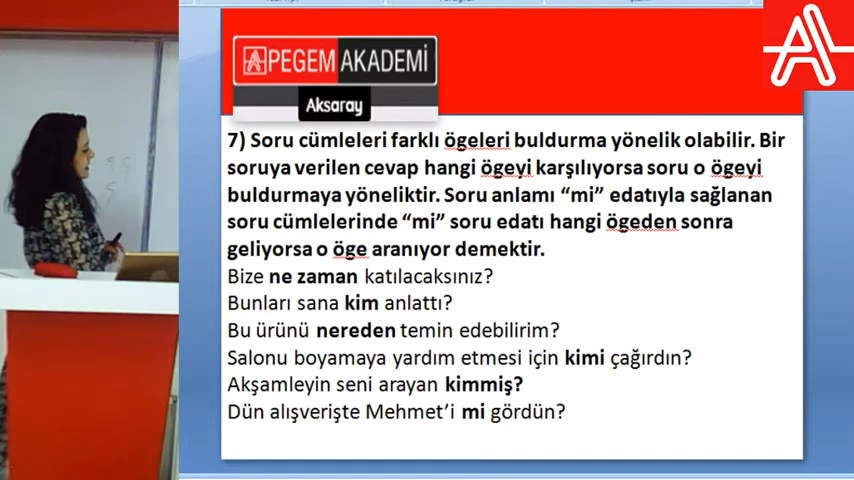 PEGEM AKADEMİ
Aksaray
7) Soru cümleleri farklı ögeleri buldurma yönelik olabilir. Bir
soruya verilen cevap hangi ögeyi karşılıyorsa soru o ögeyi
buldurmaya yöneliktir. Soru anlamı “mi” edatıyla sağlanan
soru cümlelerinde “mi” soru edatı hangi ögeden sonra
geliyorsa o öge aranıyor demektir.
Bize ne zaman katılacaksınız?
Bunları sana kim anlattı?
Bu ürünü nereden temin edebilirim?
Salonu boyamaya yardım etmesi için kimi çağırdın?
Akşamleyin seni arayan kimmiş?
Dün alışverişte Mehmet’i mi gördün?